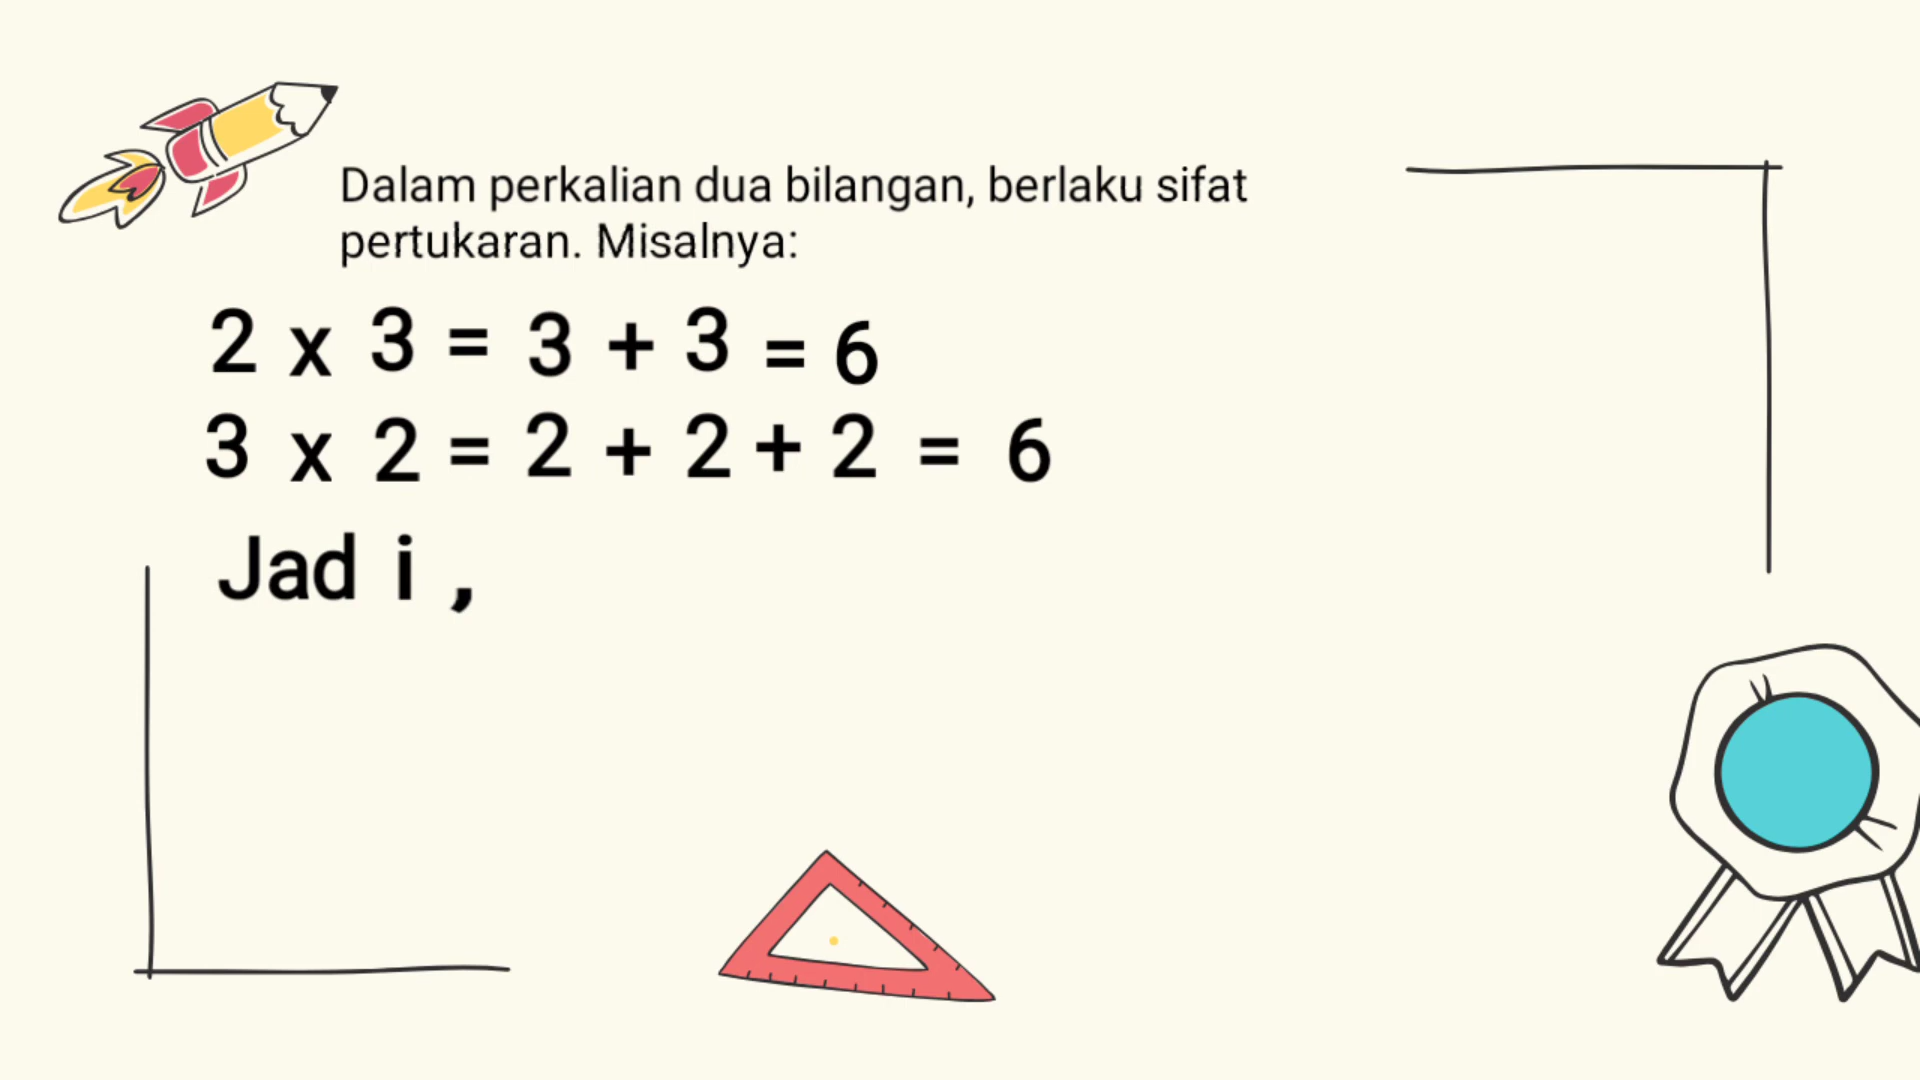 Dalam perkalian dua bilangan, berlaku sifat
pertukaran. Misalnya:
2 x 3 = 3 + 3 = 6
3 x 2 = 2 + 2 + 2 = 6
Jad i ,